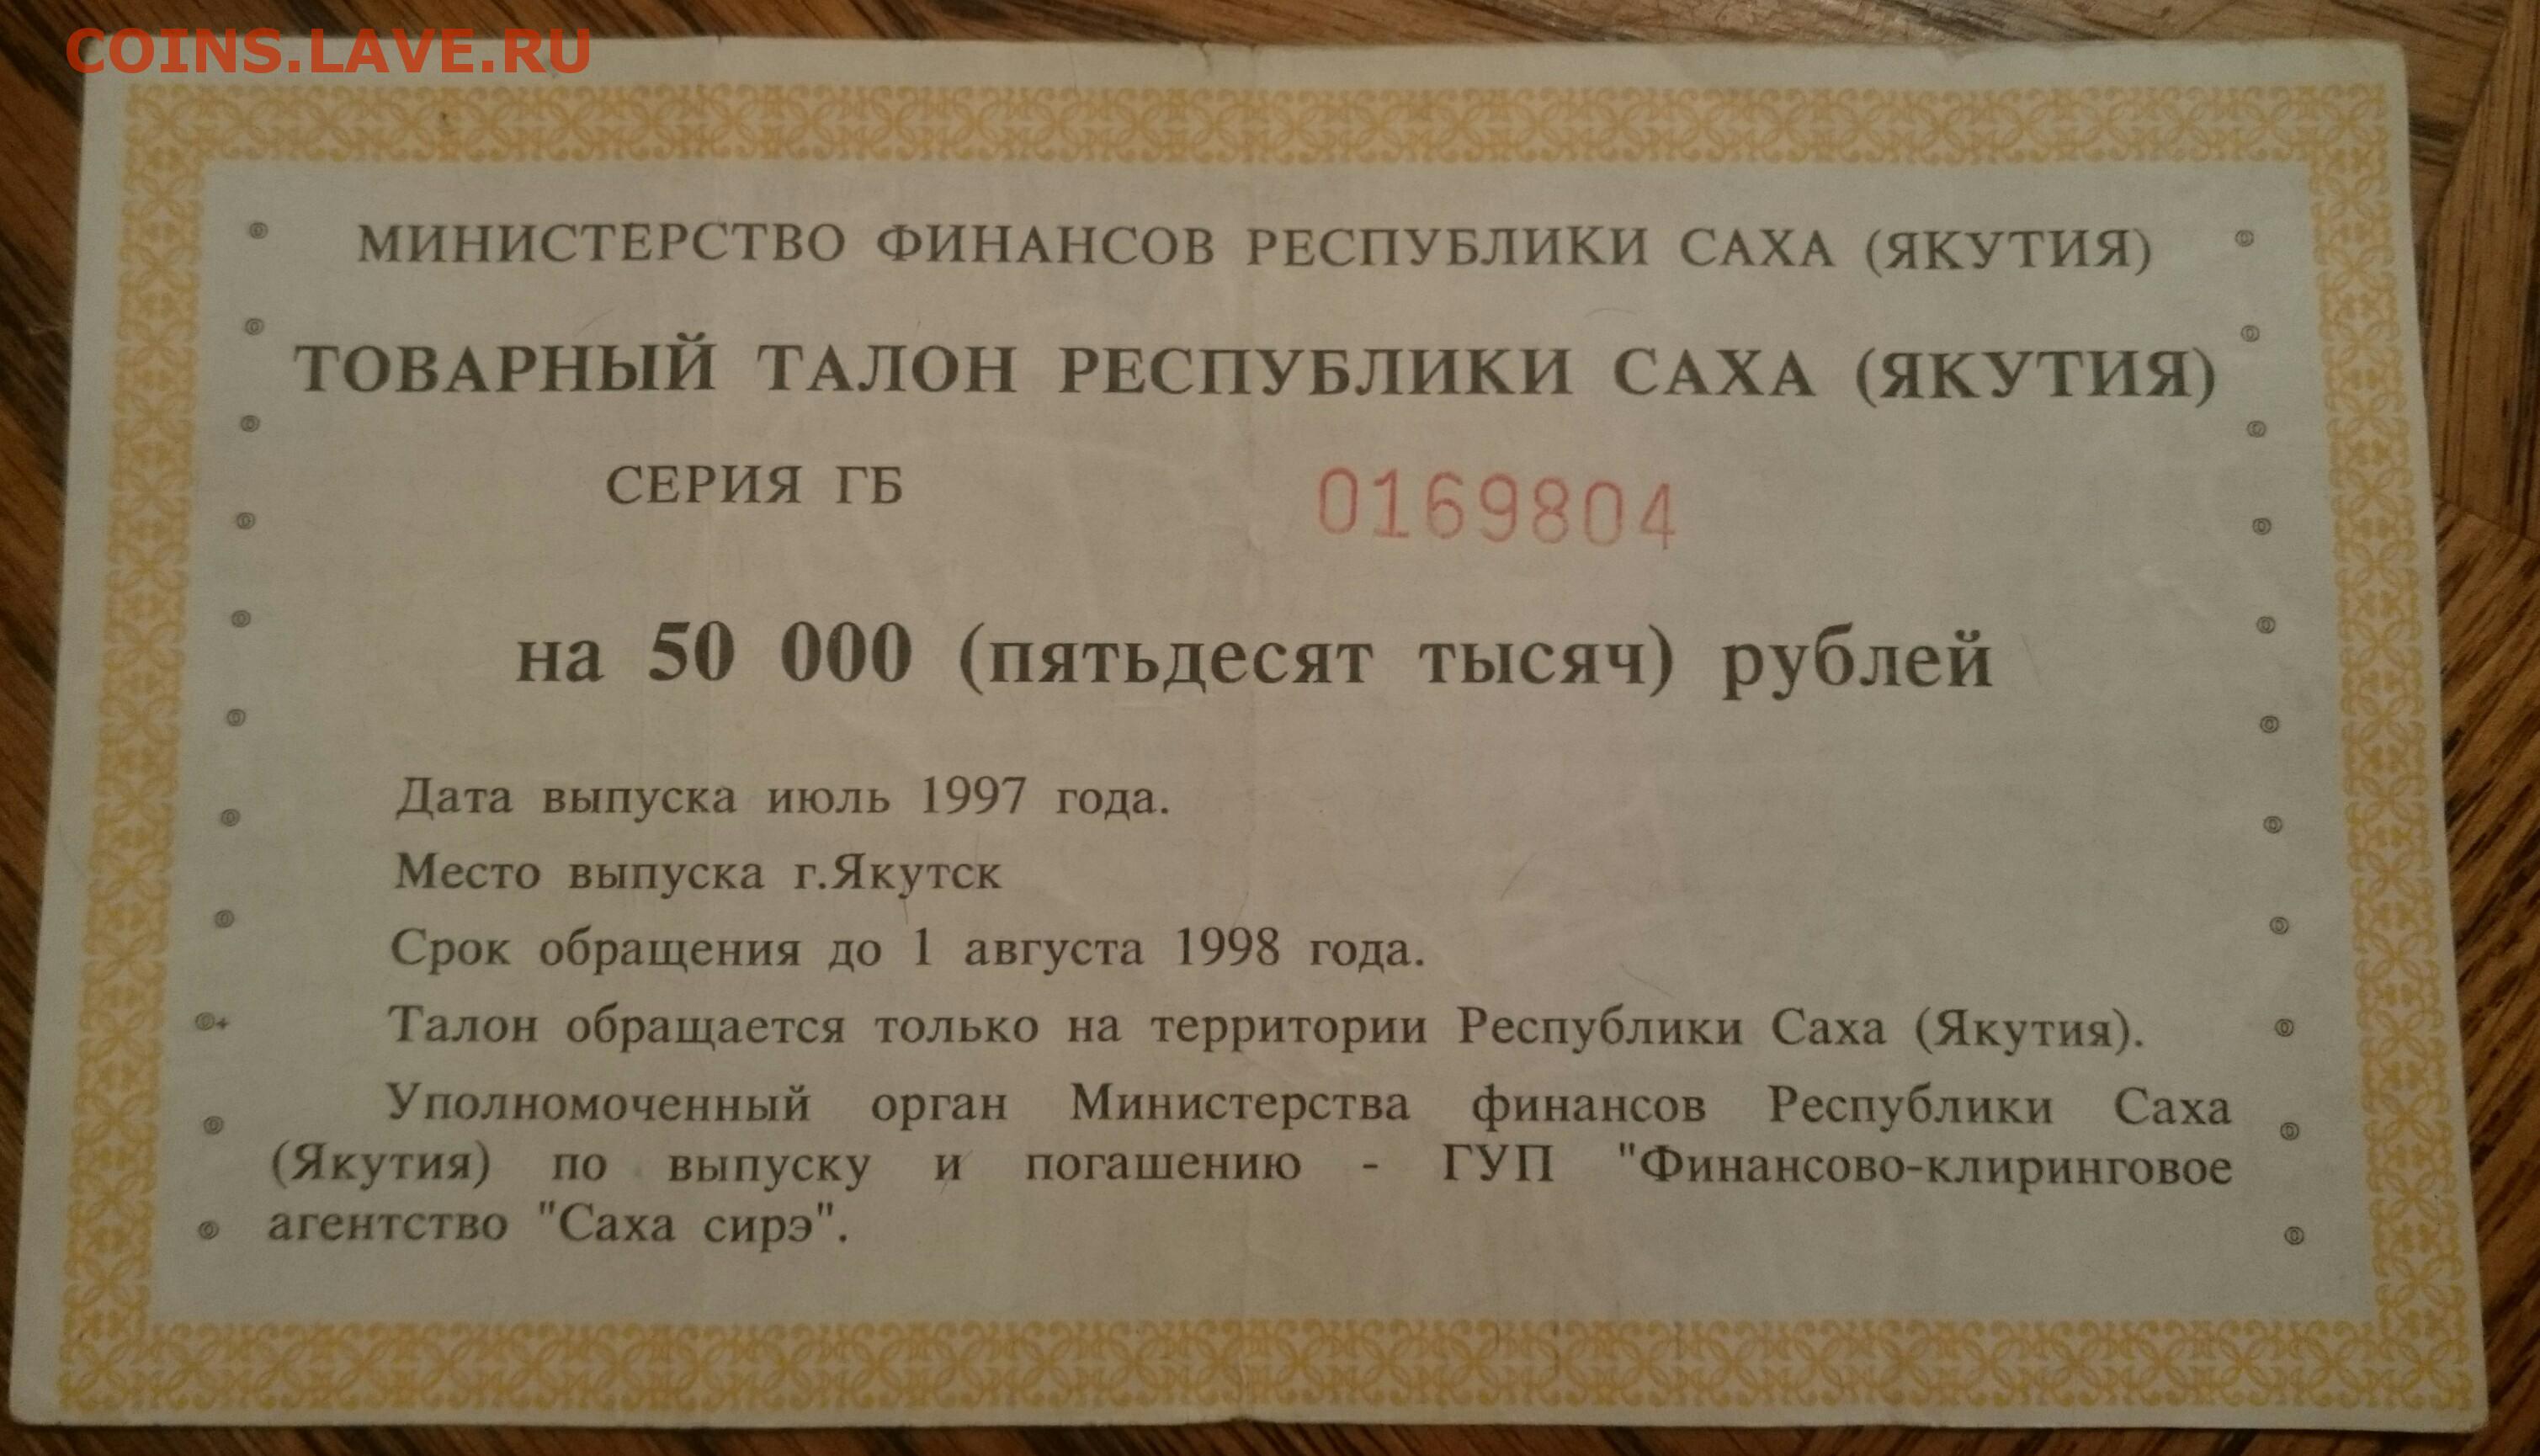 COINS.LAVE.RU
МИНИСТЕРСТВО ФИНАНСОВ РЕСПУБЛИКИ САХА (ЯКУТИЯ)
ТОВАРНЫЙ ТАЛОН РЕСПУБЛИКИ САХА (ЯКУТИЯ)
СЕРИЯ ГБ 0169804
на 50 000 (пятьдесят тысяч) рублей
Дата выпуска июль 1997 года.
Место выпуска г.Якутск
Срок обращения до 1 августа 1998 года.
Талон обращается только на территории Республики Саха (Якутия).
Уполномоченный орган Министерства финансов Республики Саха
(Якутия) по выпуску и погашению - ГУП "Финансово-клиринговое
агентство "Саха сирэ".